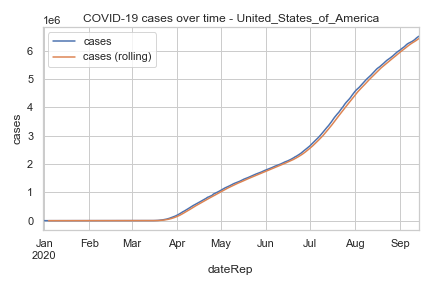 COVID-19 cases over time - United_States_of_America
1e6
cases
cases (rolling)
6
5
4
3
2
1
0
cases
Jan
2020
Feb
Mar
Apr
May
Jun
Jul
Aug
Sep
dateRep